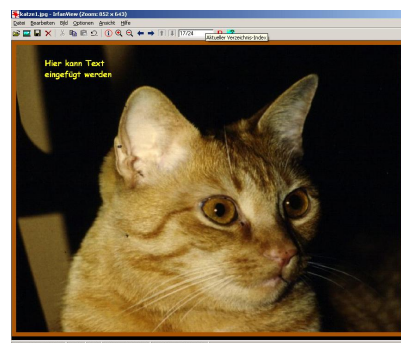 katze1.jpg - IrfanView (Zoom: 852 x 643)
Datei Bearbeiten Bild Optionen Ansicht Hilfe
17/24
Aktueller Verzeichnis-Index
Hier kann Text
eingefügt werden